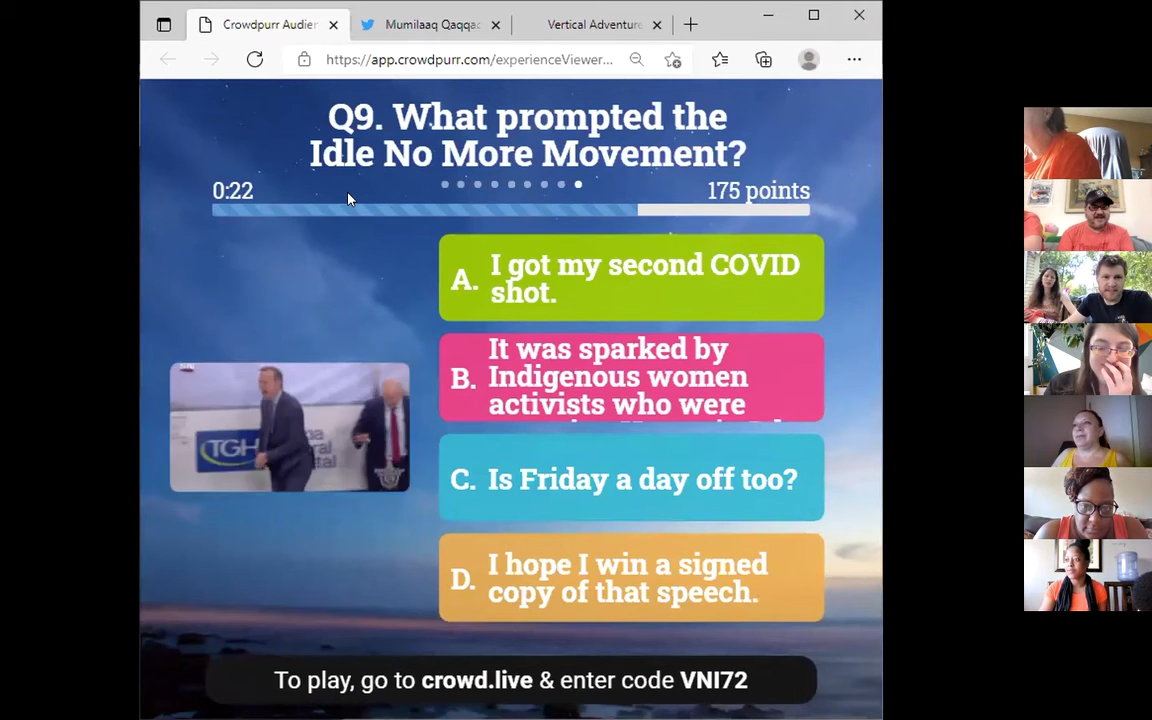 Crowdpurr Audier
Mumilaaq Qaqqac
Vertical Adventure
https://app.crowdpurr.com/experienceViewer...
Q9. What prompted the
Idle No More Movement?
0:22
175 points
A. I got my second COVID
shot.
B. It was sparked by
Indigenous women
activists who were
C. Is Friday a day off too?
D. I hope I win a signed
copy of that speech.
TGH
To play, go to crowd.live & enter code VNI72